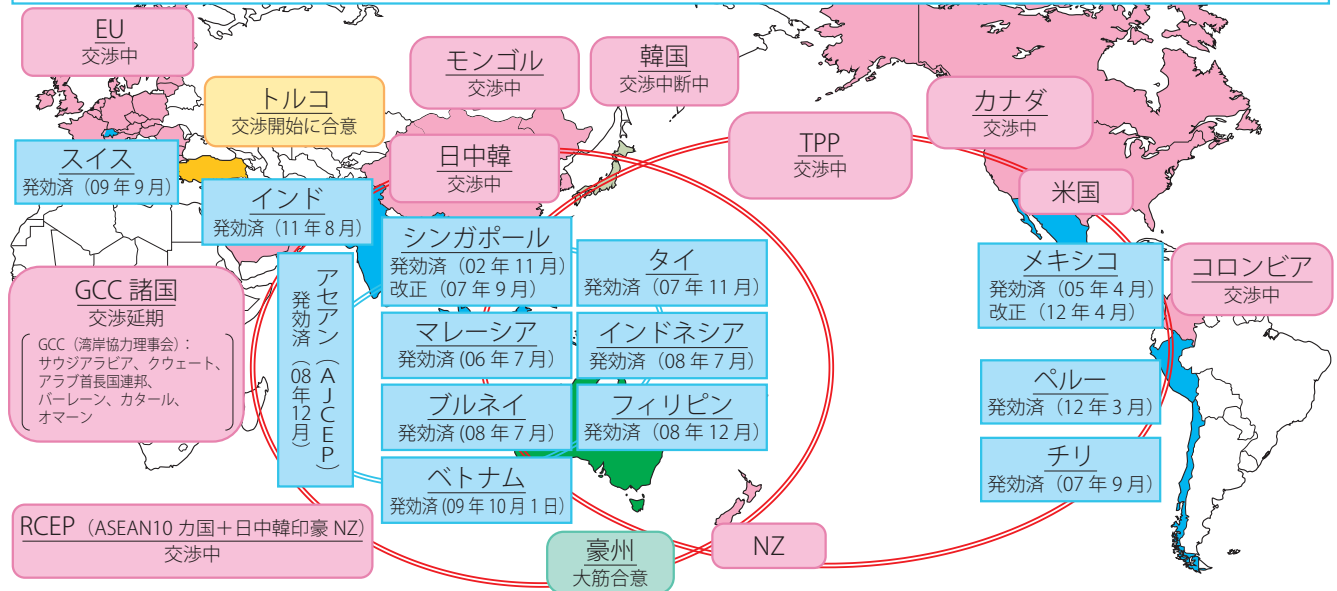 EU
交渉中
モンゴル
交渉中
韓国
交渉中断中
トルコ
交渉開始に合意
カナダ
交渉中
TPP
交渉中
日中韓
交渉中
スイス
発効済（09年9月）
インド
発効済（11年8月）
米国
シンガポール
発効済（02年11月）
改正（07年9月）
タイ
発効済（07年11月）
メキシコ
発効済（05年4月）
改正（12年4月）
コロンビア
交渉中
GCC諸国
交渉延期
GCC（湾岸協力理事会）：
サウジアラビア、クウェート、
アラブ首長国連邦、
バーレーン、カタール、
オマーン
アセアン（AJCEP）
発効済（08年12月）
マレーシア
発効済（06年7月）
インドネシア
発効済（08年7月）
ブルネイ
発効済(08年7月）
フィリピン
発効済（08年12月）
ペルー
発効済（12年3月）
ベトナム
発効済(09年10月1日）
チリ
発効済（07年9月）
RCEP（ASEAN10カ国＋日中韓印豪NZ）
交渉中
豪州
大筋合意
NZ